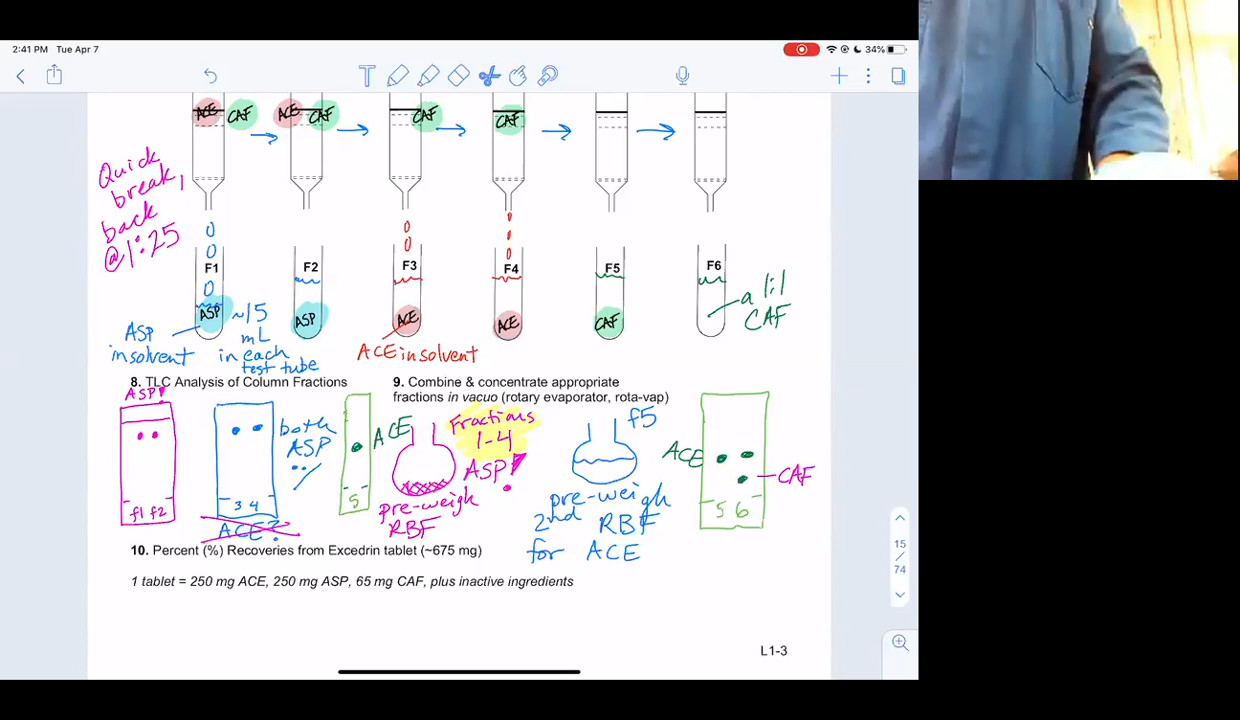 2:41 PM Tue Apr 7
34%
ACE CAF ACE CAF CAF CAF
Quick
break,
back
@1:25
F1 F2 F3 F4 F5 F6
ASP ASP ACE ACE CAF
a lil
CAF
ASP
insolvent
~15
mL
in each
test tube
ACE insolvent
8. TLC Analysis of Column Fractions
9. Combine & concentrate appropriate
fractions in vacuo (rotary evaporator, rota-vap)
ASP!
f1 f2
both
ASP
3 4
ACE?
ACE
5
Fractions
1-4
ASP!
pre-weigh
RBF
f5
pre-weigh
2nd RBF
for ACE
ACE
CAF
5 6
10. Percent (%) Recoveries from Excedrin tablet (~675 mg)
1 tablet = 250 mg ACE, 250 mg ASP, 65 mg CAF, plus inactive ingredients
15
/
74
L1-3